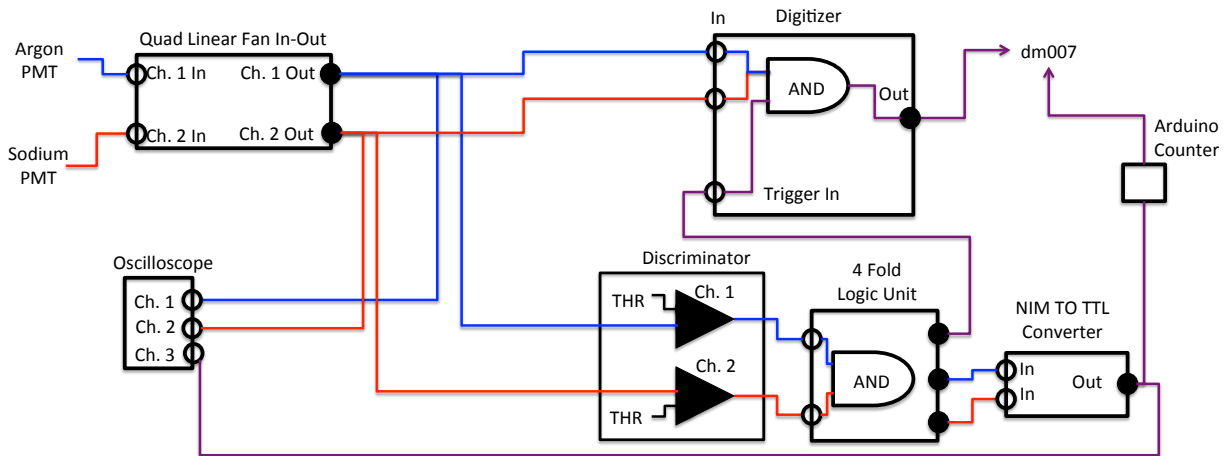 In
Digitizer
Argon
PMT
Quad Linear Fan In-Out
Ch. 1 In
Ch. 1 Out
Ch. 2 In
Ch. 2 Out
Sodium
PMT
AND
Out
Trigger In
dm007
Arduino
Counter
Oscilloscope
Ch. 1
Ch. 2
Ch. 3
Discriminator
THR
Ch. 1
Ch. 2
THR
4 Fold
Logic Unit
AND
NIM TO TTL
Converter
In
In
Out